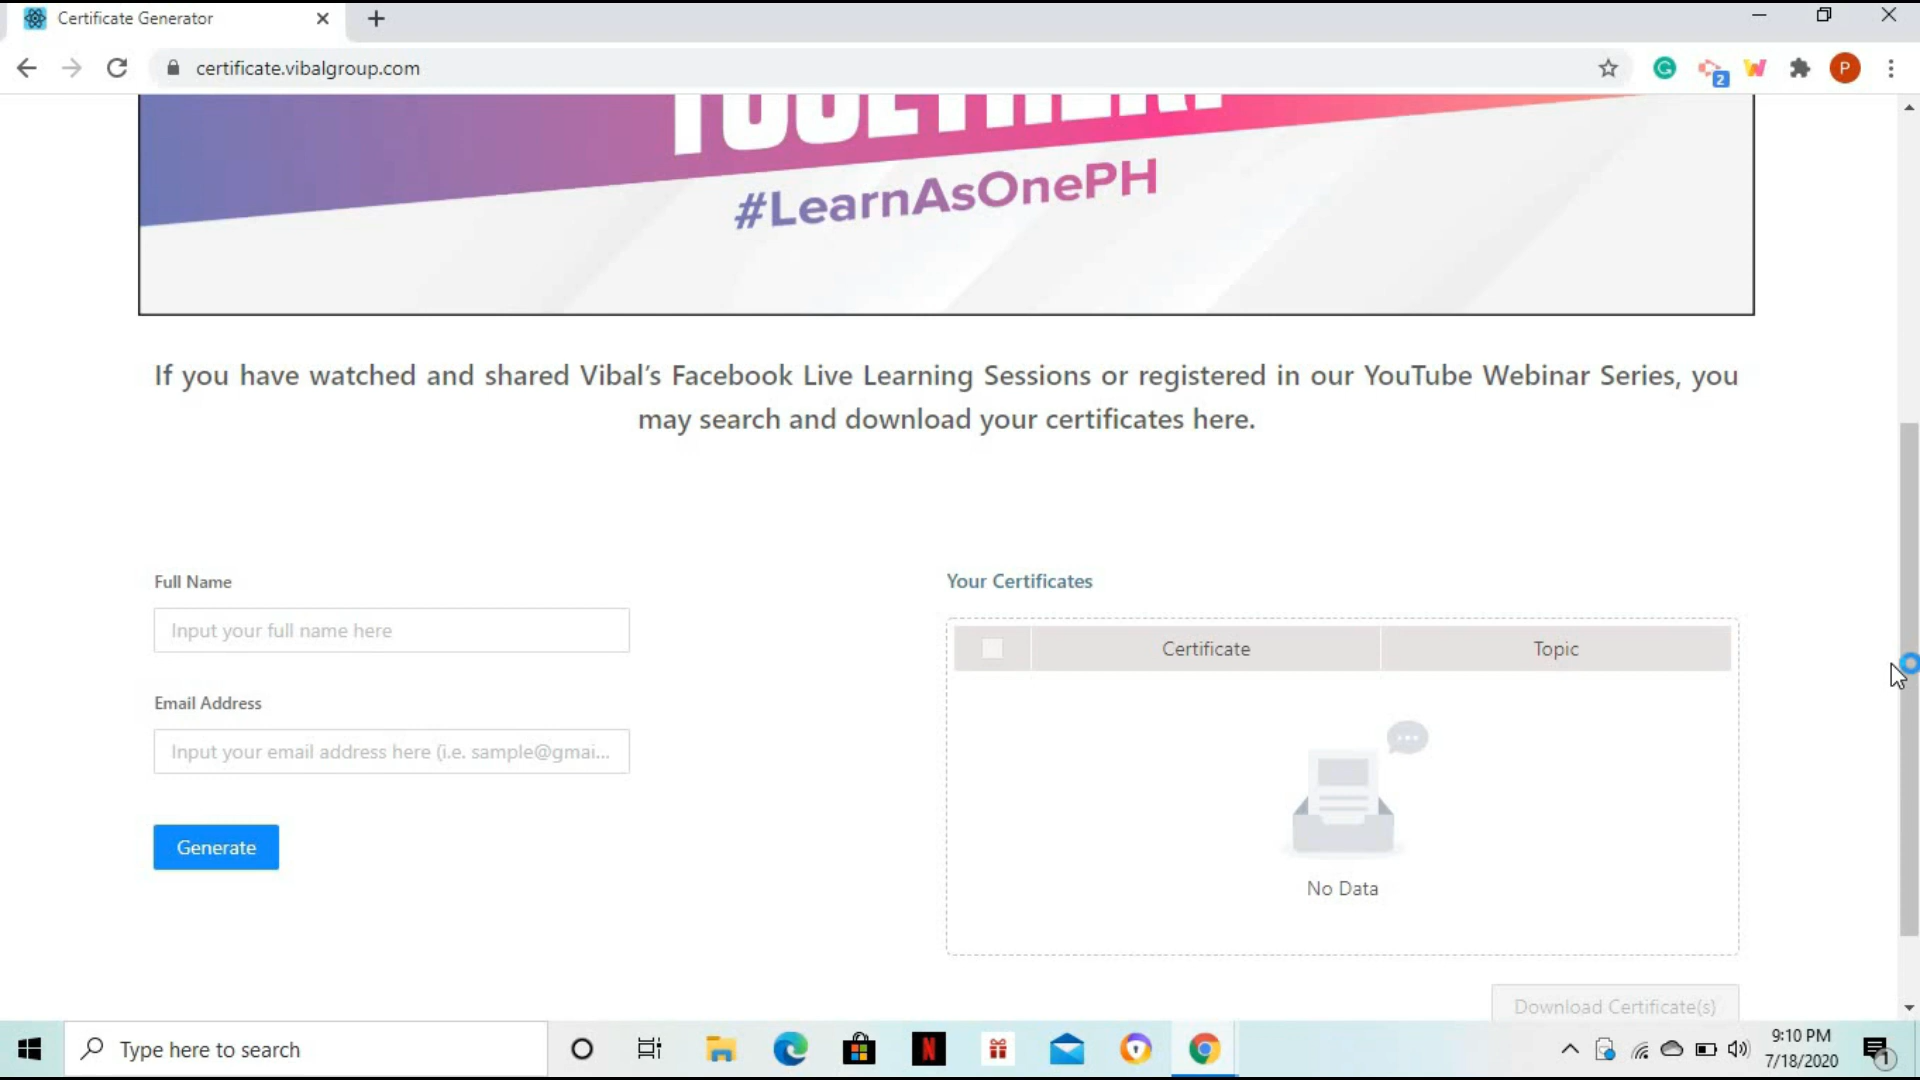 Certificate Generator
certificate.vibalgroup.com
2
P
TOGETHER!
#LearnAsOnePH
If you have watched and shared Vibal's Facebook Live Learning Sessions or registered in our YouTube Webinar Series, you
may search and download your certificates here.
Full Name
Input your full name here
Email Address
Input your email address here (i.e. sample@gmai...
Generate
Your Certificates
Certificate
Topic
No Data
Download Certificate(s)
Type here to search
9:10 PM
7/18/2020
1